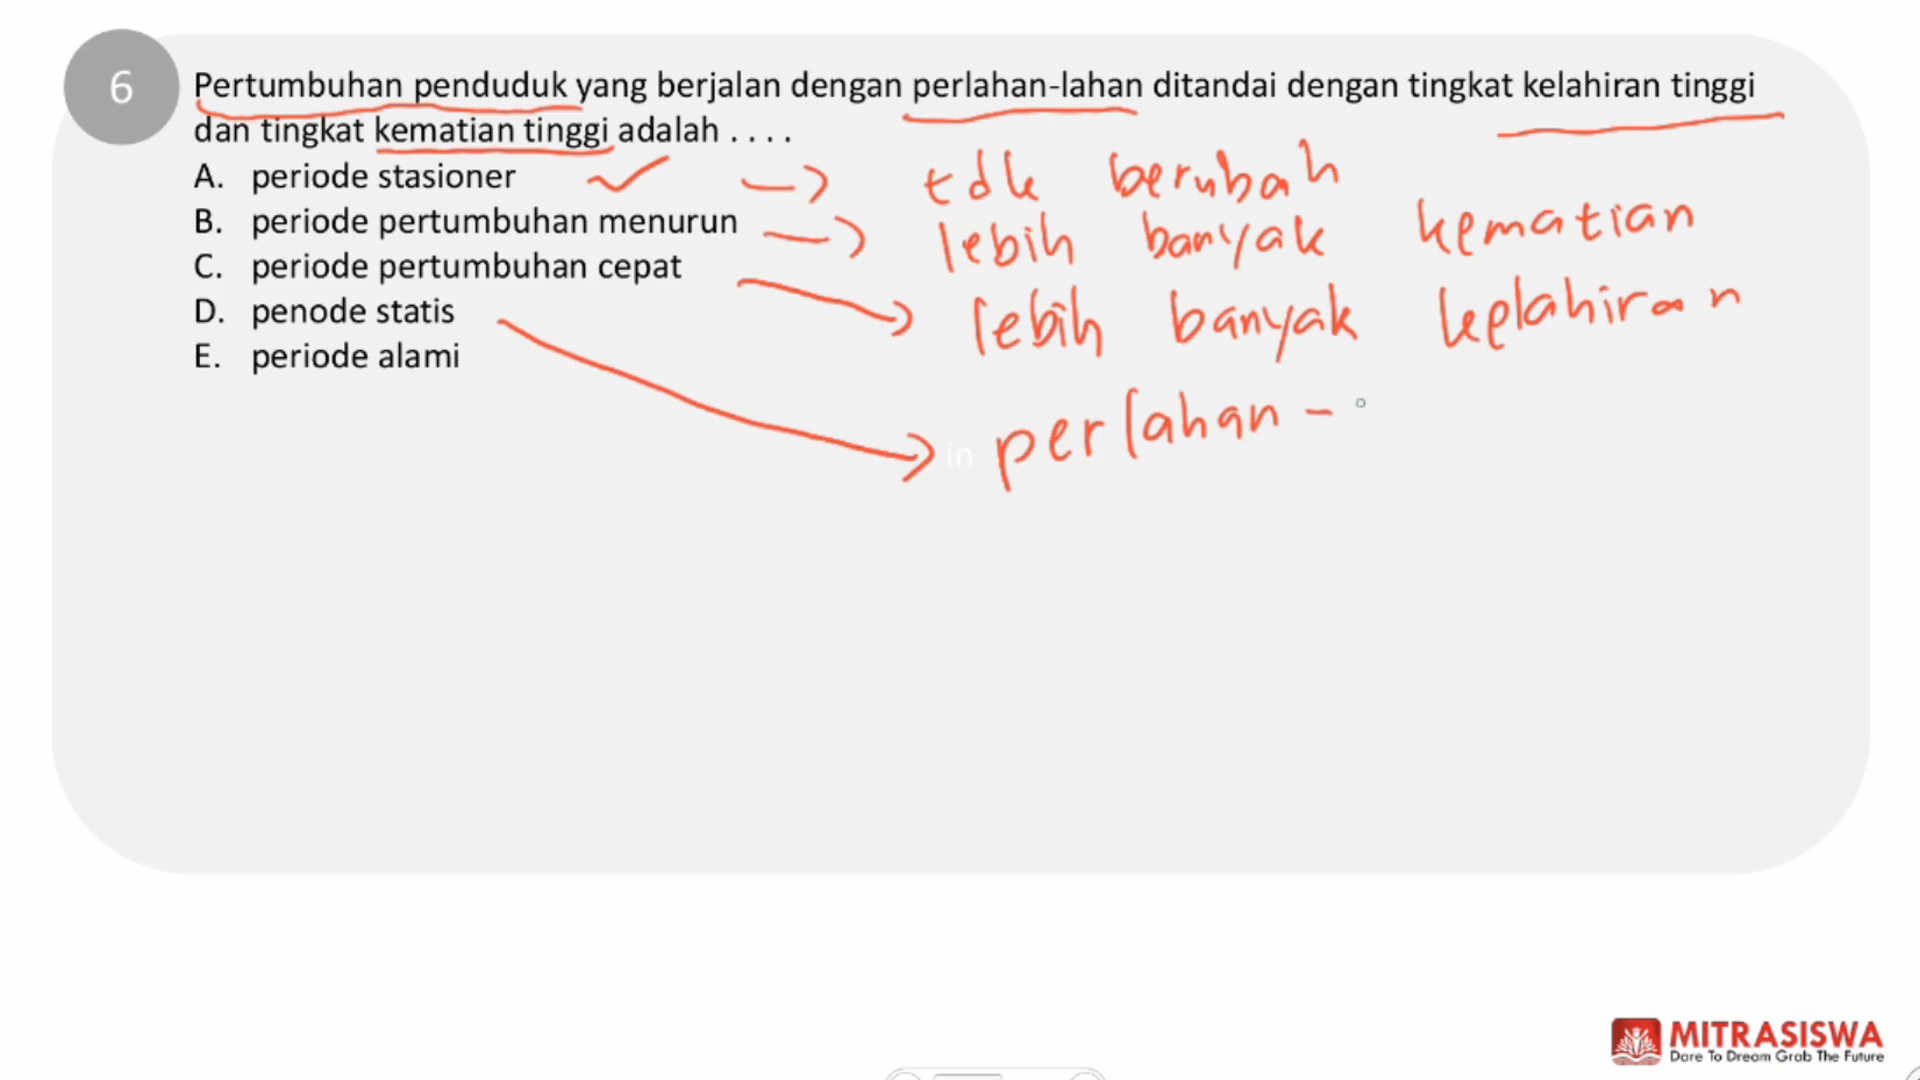 6
Pertumbuhan penduduk yang berjalan dengan perlahan-lahan ditandai dengan tingkat kelahiran tinggi
dan tingkat kematian tinggi adalah . . . .
A. periode stasioner → tdk berubah
B. periode pertumbuhan menurun → lebih banyak kematian
C. periode pertumbuhan cepat → lebih banyak kelahiran
D. penode statis
E. periode alami
in perlahan -
MITRASISWA
Dare To Dream Grab The Future